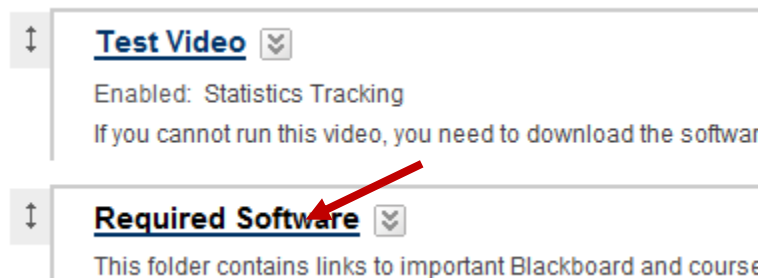 Test Video
Enabled: Statistics Tracking
If you cannot run this video, you need to download the
Required Software
This folder contains links to important Blackboard and course